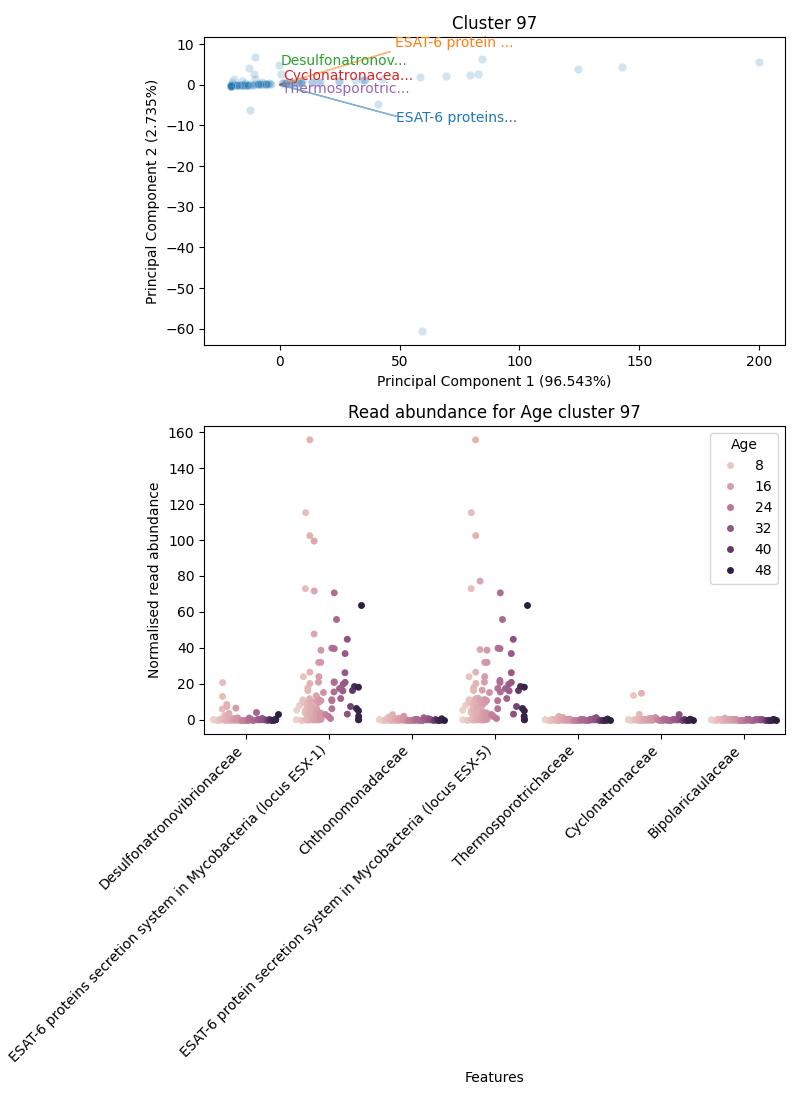 Cluster 97
10
0
−10
−20
−30
−40
−50
−60
Principal Component 2 (2.735%)
ESAT-6 protein ...
Desulfonatronov...
Cyclonatronacea...
Thermosporotric...
ESAT-6 proteins...
0
50
100
150
200
Principal Component 1 (96.543%)
Read abundance for Age cluster 97
160
140
120
100
80
60
40
20
0
Normalised read abundance
Age
8
16
24
32
40
48
Desulfonatronovibrionaceae
ESAT-6 proteins secretion system in Mycobacteria (locus ESX-1)
Chthonomonadaceae
ESAT-6 protein secretion system in Mycobacteria (locus ESX-5)
Thermosporotrichaceae
Cyclonatronaceae
Bipolaricaulaceae
Features